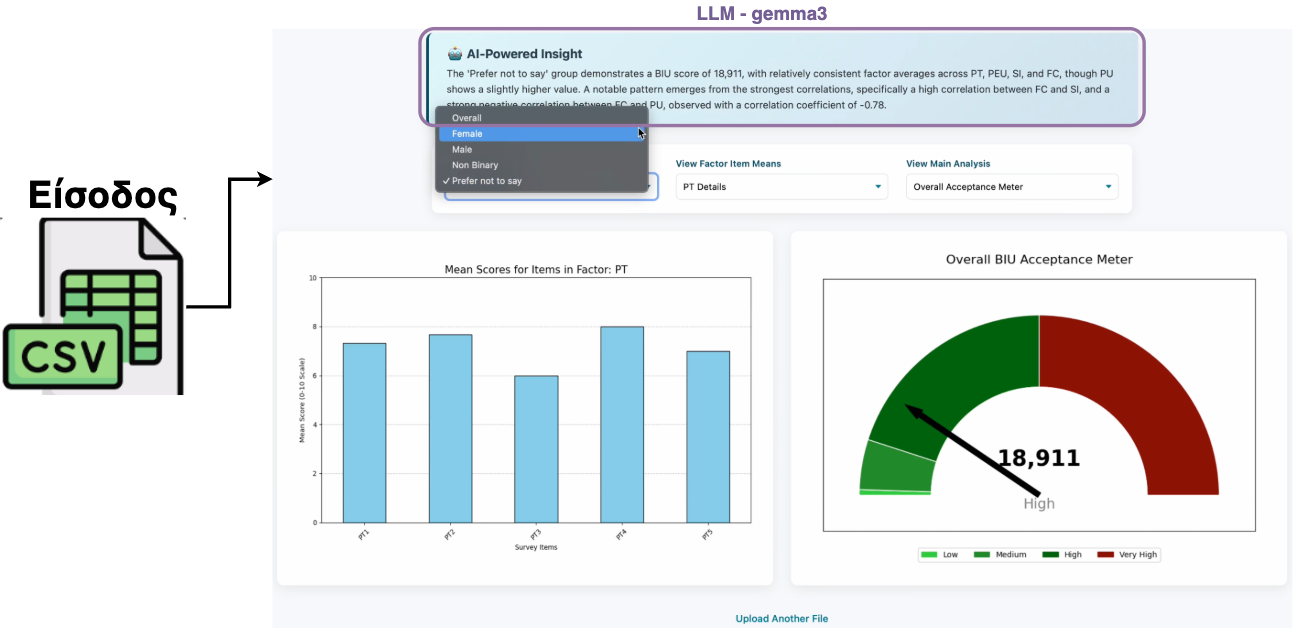 LLM - gemma3
AI-Powered Insight
The 'Prefer not to say' group demonstrates a BIU score of 18,911, with relatively consistent factor averages across PT, PEU, SI, and FC, though PU
shows a slightly higher value. A notable pattern emerges from the strongest correlations, specifically a high correlation between FC and SI, and a
strong negative correlation between FC and PU, observed with a correlation coefficient of -0.78.
Overall
Female
Male
Non Binary
✓ Prefer not to say
View Factor Item Means
PT Details
View Main Analysis
Overall Acceptance Meter
Είσοδος
CSV
Mean Scores for Items in Factor: PT
Mean Score (0-10 Scale)
10
8
6
4
2
0
PT1
PT2
PT3
PT4
PT5
Survey Items
Overall BIU Acceptance Meter
18,911
High
Low
Medium
High
Very High
Upload Another File